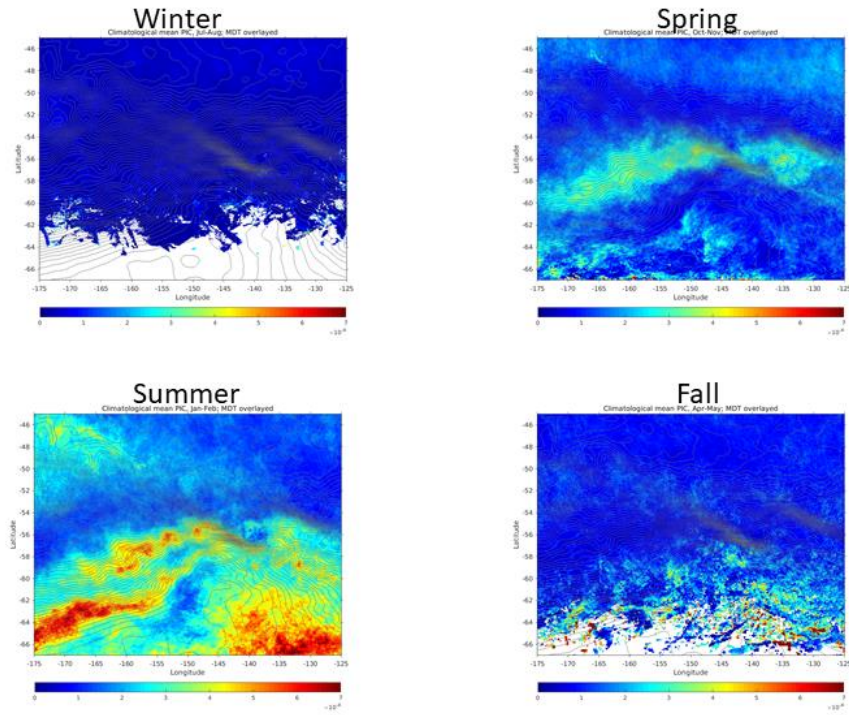 Winter
Climatological mean PIC, Jul-Aug; MDT overlayed
-46
-48
-50
-52
-54
-56
-58
-60
-62
-64
-66
Latitude
-175 -170 -165 -160 -155 -150 -145 -140 -135 -130 -125
Longitude
0 1 2 3 4 5 6 7
Spring
Climatological mean PIC, Oct-Nov; MDT overlayed
-46
-48
-50
-52
-54
-56
-58
-60
-62
-64
-66
Latitude
-175 -170 -165 -160 -155 -150 -145 -140 -135 -130 -125
Longitude
0 1 2 3 4 5 6 7
Summer
Climatological mean PIC, Jan-Feb; MDT overlayed
-46
-48
-50
-52
-54
-56
-58
-60
-62
-64
-66
Latitude
-175 -170 -165 -160 -155 -150 -145 -140 -135 -130 -125
Longitude
0 1 2 3 4 5 6 7
Fall
Climatological mean PIC, Apr-May; MDT overlayed
-46
-48
-50
-52
-54
-56
-58
-60
-62
-64
-66
Latitude
-175 -170 -165 -160 -155 -150 -145 -140 -135 -130 -125
Longitude
0 1 2 3 4 5 6 7